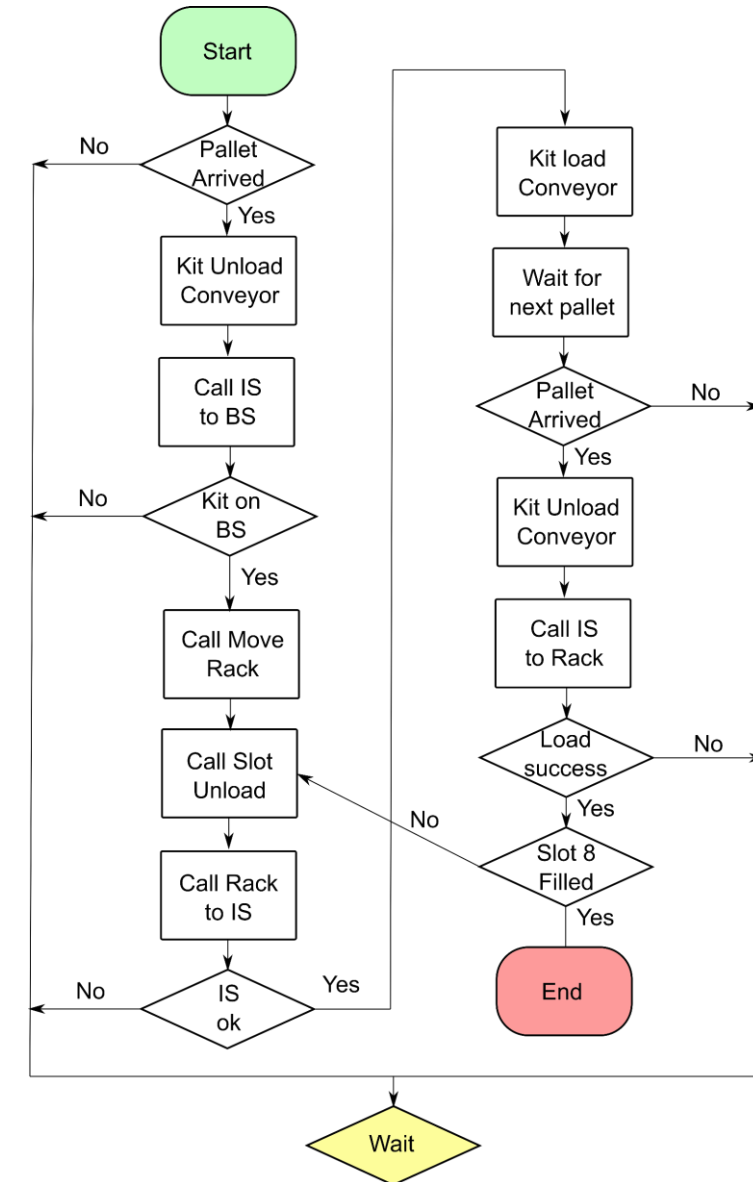 Start
Pallet
Arrived
No
Yes
Kit Unload
Conveyor
Call IS
to BS
Kit on
BS
No
Yes
Call Move
Rack
Call Slot
Unload
Call Rack
to IS
IS
ok
No
Yes
Kit load
Conveyor
Wait for
next pallet
Pallet
Arrived
No
Yes
Kit Unload
Conveyor
Call IS
to Rack
Load
success
No
Yes
Slot 8
Filled
No
Yes
End
Wait